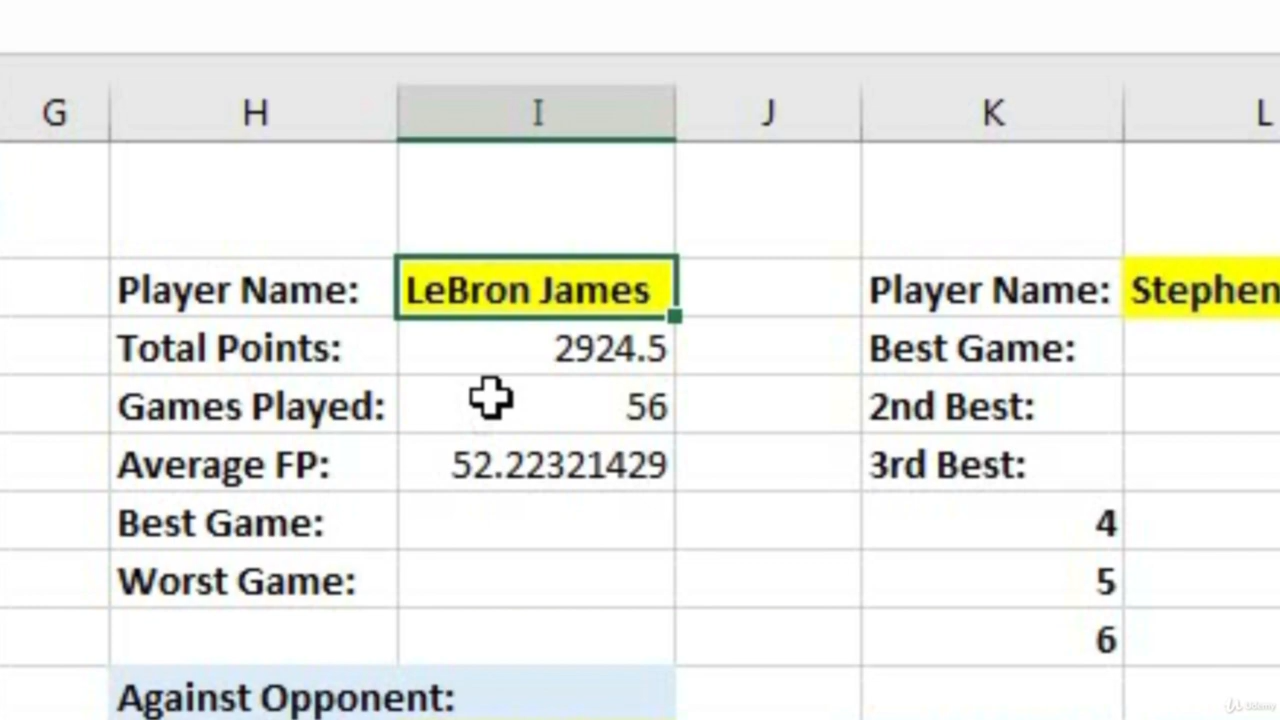 G H I J K L
Player Name: LeBron James Player Name: Stephen
Total Points: 2924.5 Best Game:
Games Played: 56 2nd Best:
Average FP: 52.22321429 3rd Best:
Best Game: 4
Worst Game: 5
6
Against Opponent:
Udemy